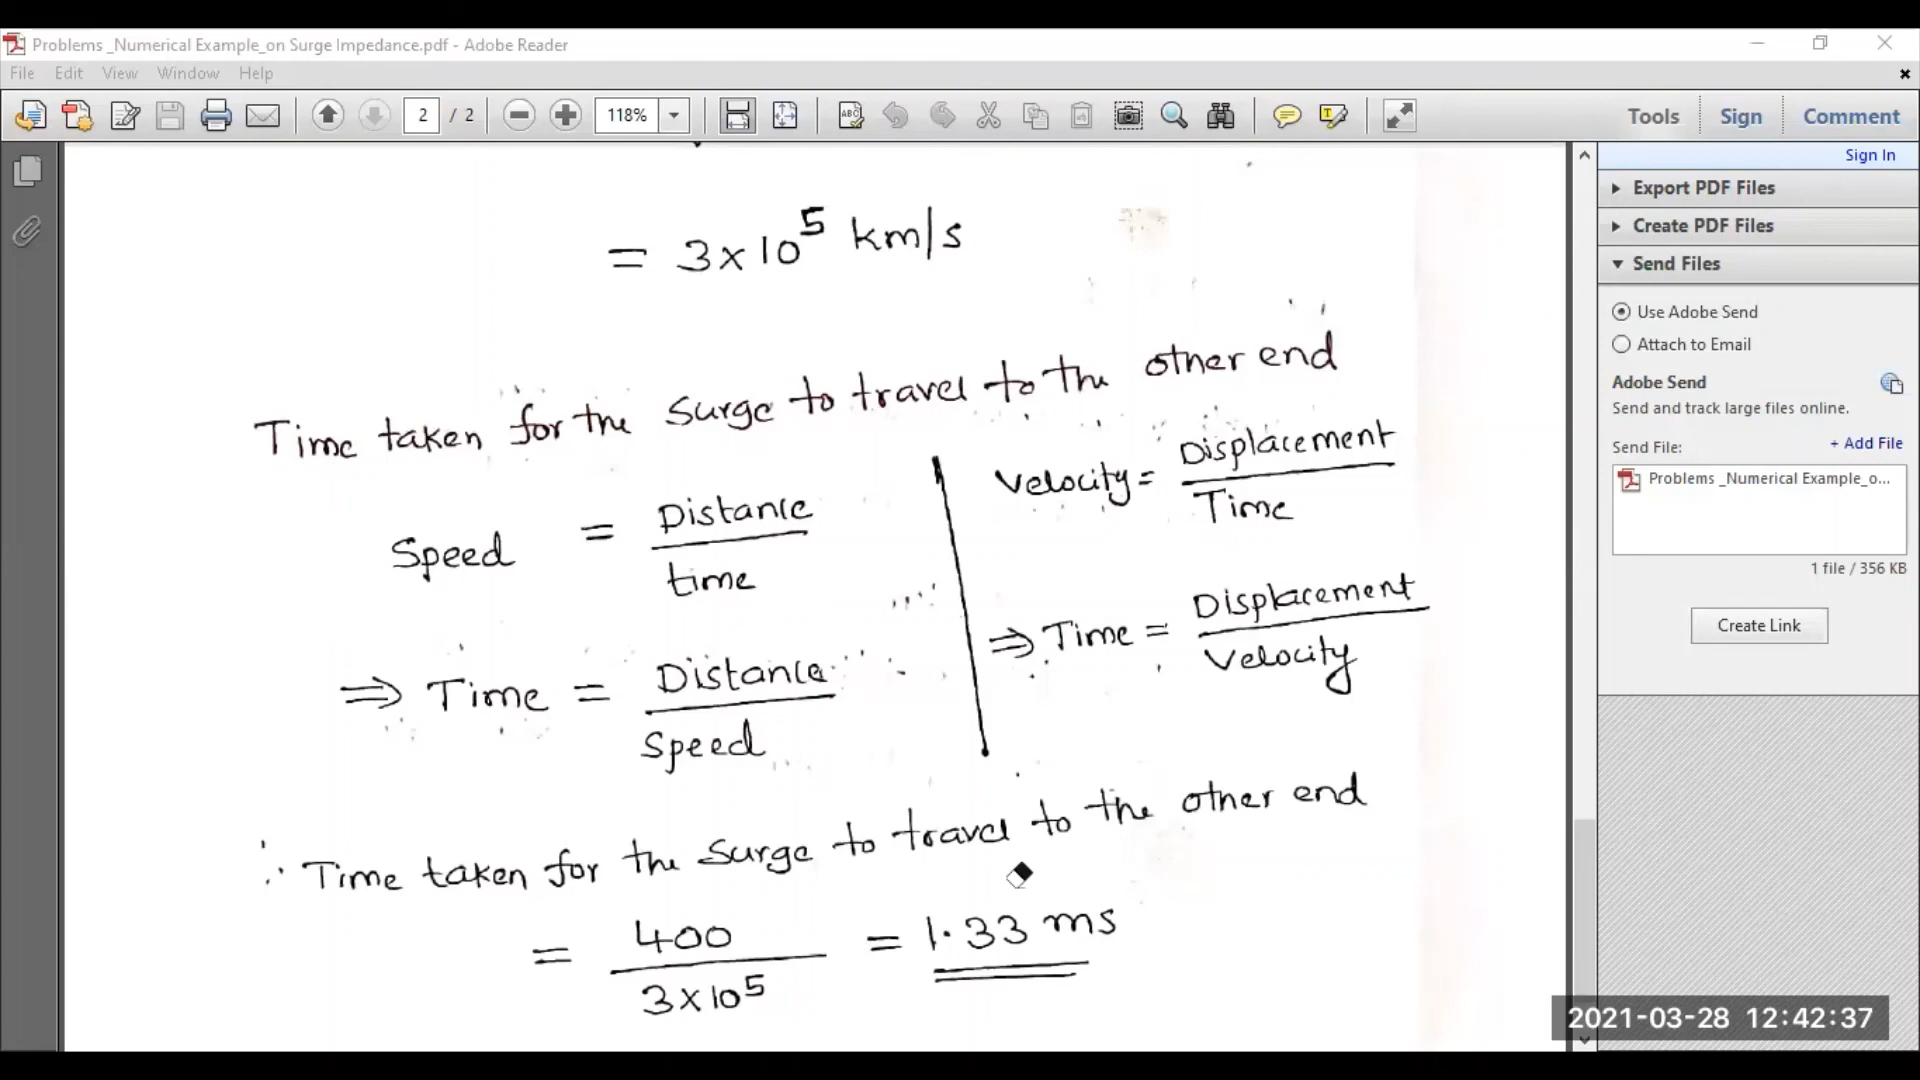 Problems _Numerical Example_on Surge Impedance.pdf - Adobe Reader
File Edit View Window Help
2 / 2 118% Tools Sign Comment
Sign In
Export PDF Files
Create PDF Files
Send Files
Use Adobe Send
Attach to Email
Adobe Send
Send and track large files online.
Send File: + Add File
Problems _Numerical Example_o...
1 file / 356 KB
Create Link
= 3×10⁵ km/s
Time taken for the Surge to travel to the other end
Speed = Distance / time
⇒ Time = Distance / Speed
Velocity = Displacement / Time
⇒ Time = Displacement / Velocity
∴ Time taken for the Surge to travel to the other end
= 400 / 3×10⁵ = 1.33 ms
2021-03-28 12:42:37